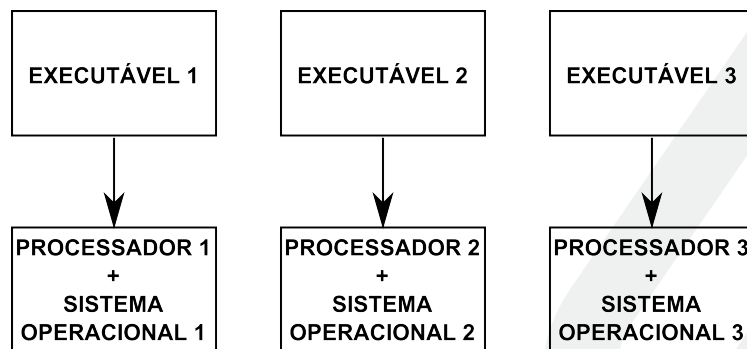 EXECUTÁVEL 1
EXECUTÁVEL 2
EXECUTÁVEL 3
PROCESSADOR 1
+
SISTEMA
OPERACIONAL 1
PROCESSADOR 2
+
SISTEMA
OPERACIONAL 2
PROCESSADOR 3
+
SISTEMA
OPERACIONAL 3